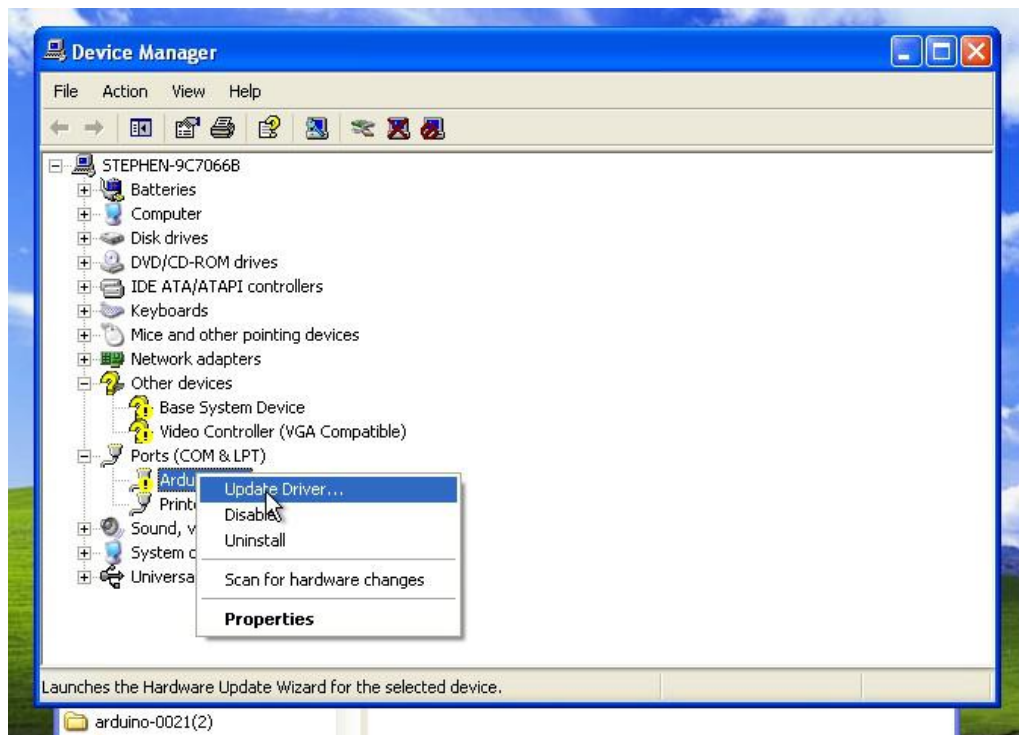 Device Manager
File Action View Help
STEPHEN-9C7066B
Batteries
Computer
Disk drives
DVD/CD-ROM drives
IDE ATA/ATAPI controllers
Keyboards
Mice and other pointing devices
Network adapters
Other devices
Base System Device
Video Controller (VGA Compatible)
Ports (COM & LPT)
Ardu
Update Driver...
Print
Disable
Sound, v
Uninstall
System
Universa
Scan for hardware changes
Properties
Launches the Hardware Update Wizard for the selected device.
arduino-0021(2)